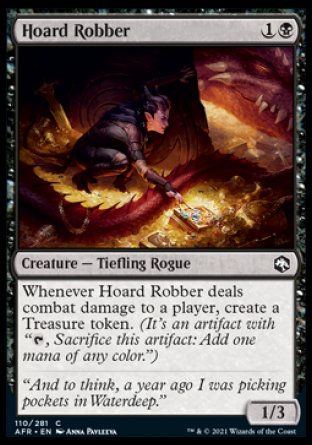 Hoard Robber 1
Creature — Tiefling Rogue
Whenever Hoard Robber deals
combat damage to a player, create a
Treasure token. (It's an artifact with
“, Sacrifice this artifact: Add one
mana of any color.”)
“And to think, a year ago I was picking
pockets in Waterdeep.”
1/3
110/281 C
AFR • EN Anna Pavleeva
™ & © 2021 Wizards of the Coast